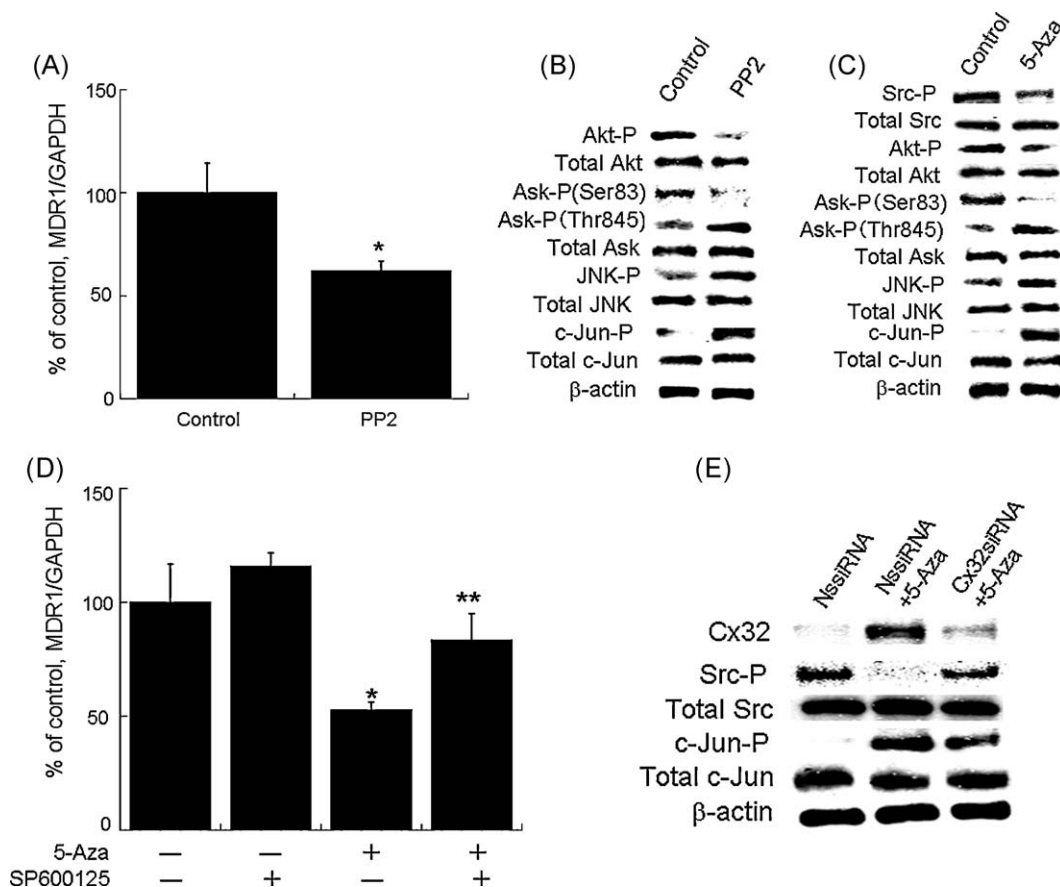 (A)
150
100
50
0
% of control, MDR1/GAPDH
*
Control
PP2
(B)
Control
PP2
Akt-P
Total Akt
Ask-P(Ser83)
Ask-P(Thr845)
Total Ask
JNK-P
Total JNK
c-Jun-P
Total c-Jun
β-actin
(C)
Control
5-Aza
Src-P
Total Src
Akt-P
Total Akt
Ask-P(Ser83)
Ask-P(Thr845)
Total Ask
JNK-P
Total JNK
c-Jun-P
Total c-Jun
β-actin
(D)
150
100
50
0
% of control, MDR1/GAPDH
*
**
5-Aza — — + +
SP600125 — + — +
(E)
NssiRNA
NssiRNA
+5-Aza
Cx32siRNA
+5-Aza
Cx32
Src-P
Total Src
c-Jun-P
Total c-Jun
β-actin